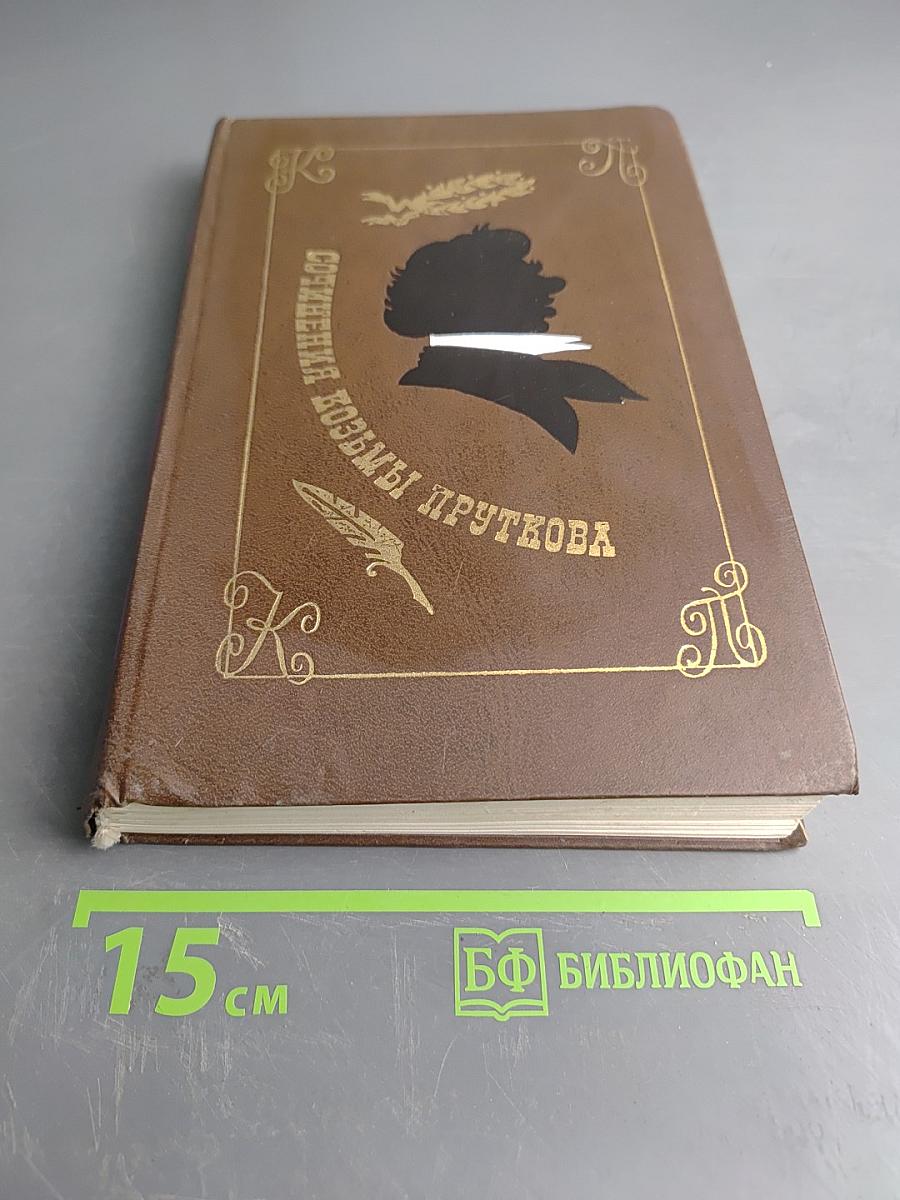 К П
СОЧИНЕНИЯ КОЗЬМЫ ПРУТКОВА
К П
15 см
БФ БИБЛИОФАН